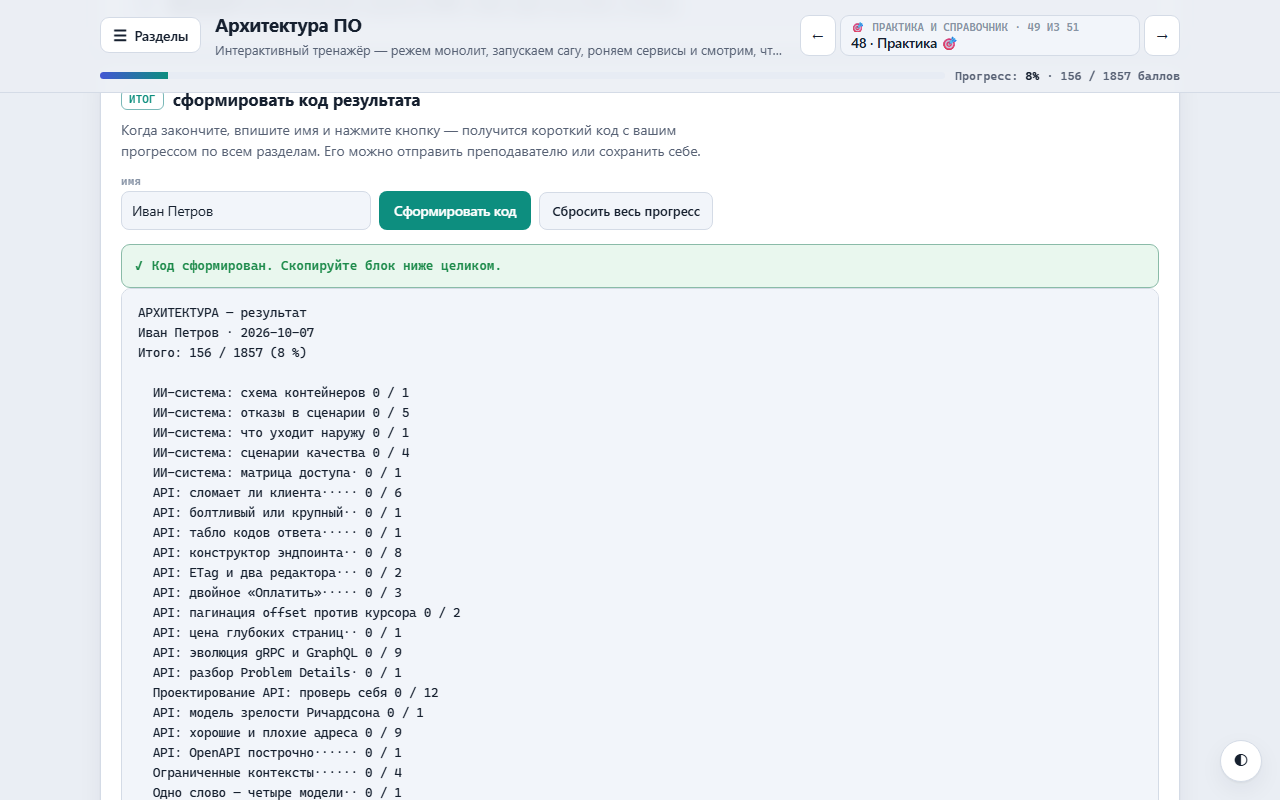 ☰ Разделы
Архитектура ПО
Интерактивный тренажёр — режем монолит, запускаем сагу, роняем сервисы и смотрим, чт...
←
🎯 ПРАКТИКА И СПРАВОЧНИК · 49 ИЗ 51
48 · Практика 🎯
→
Прогресс: 8% · 156 / 1857 баллов
ИТОГ сформировать код результата
Когда закончите, впишите имя и нажмите кнопку — получится короткий код с вашим
прогрессом по всем разделам. Его можно отправить преподавателю или сохранить себе.
ИМЯ
Иван Петров
Сформировать код
Сбросить весь прогресс
✓ Код сформирован. Скопируйте блок ниже целиком.
АРХИТЕКТУРА — результат
Иван Петров · 2026-10-07
Итого: 156 / 1857 (8 %)
ИИ-система: схема контейнеров 0 / 1
ИИ-система: отказы в сценарии 0 / 5
ИИ-система: что уходит наружу 0 / 1
ИИ-система: сценарии качества 0 / 4
ИИ-система: матрица доступа· 0 / 1
API: сломает ли клиента····· 0 / 6
API: болтливый или крупный·· 0 / 1
API: табло кодов ответа····· 0 / 1
API: конструктор эндпоинта·· 0 / 8
API: ETag и два редактора··· 0 / 2
API: двойное «Оплатить»····· 0 / 3
API: пагинация offset против курсора 0 / 2
API: цена глубоких страниц·· 0 / 1
API: эволюция gRPC и GraphQL 0 / 9
API: разбор Problem Details· 0 / 1
Проектирование API: проверь себя 0 / 12
API: модель зрелости Ричардсона 0 / 1
API: хорошие и плохие адреса 0 / 9
API: OpenAPI построчно······ 0 / 1
Ограниченные контексты······ 0 / 4
Одно слово — четыре модели·· 0 / 1